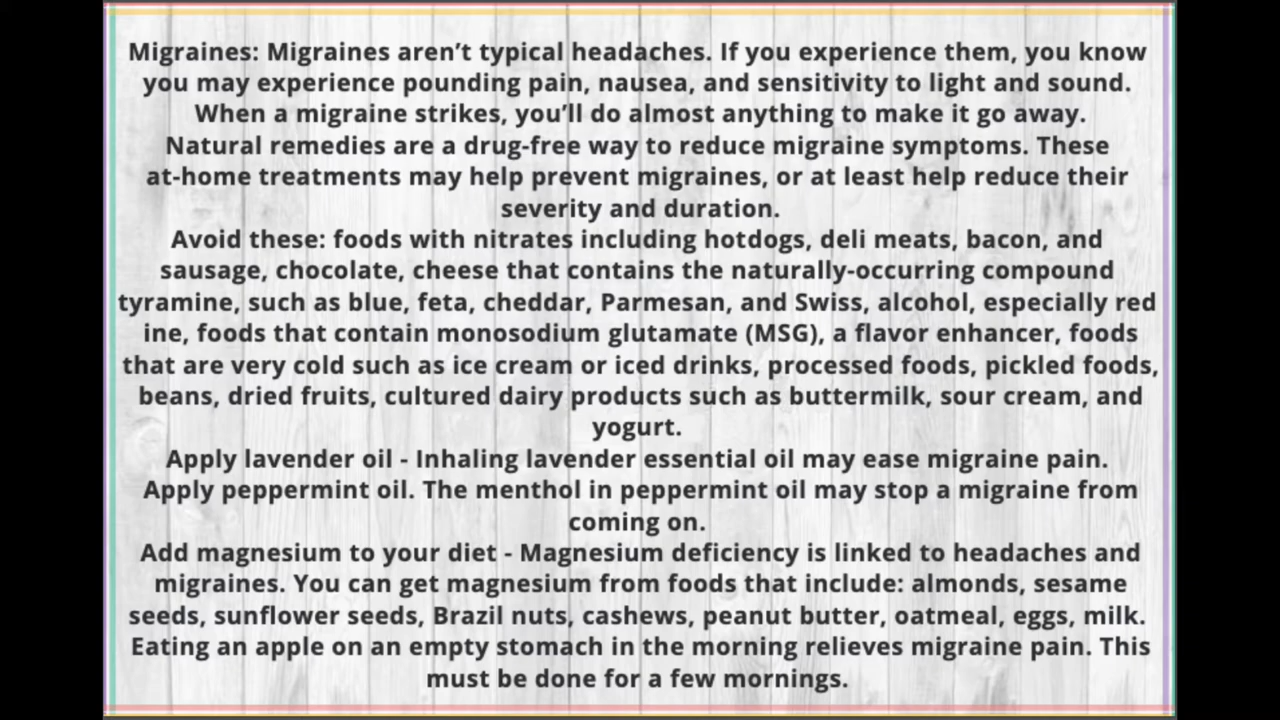 Migraines: Migraines aren’t typical headaches. If you experience them, you know
you may experience pounding pain, nausea, and sensitivity to light and sound.
When a migraine strikes, you’ll do almost anything to make it go away.
Natural remedies are a drug-free way to reduce migraine symptoms. These
at-home treatments may help prevent migraines, or at least help reduce their
severity and duration.
Avoid these: foods with nitrates including hotdogs, deli meats, bacon, and
sausage, chocolate, cheese that contains the naturally-occurring compound
tyramine, such as blue, feta, cheddar, Parmesan, and Swiss, alcohol, especially red
ine, foods that contain monosodium glutamate (MSG), a flavor enhancer, foods
that are very cold such as ice cream or iced drinks, processed foods, pickled foods,
beans, dried fruits, cultured dairy products such as buttermilk, sour cream, and
yogurt.
Apply lavender oil - Inhaling lavender essential oil may ease migraine pain.
Apply peppermint oil. The menthol in peppermint oil may stop a migraine from
coming on.
Add magnesium to your diet - Magnesium deficiency is linked to headaches and
migraines. You can get magnesium from foods that include: almonds, sesame
seeds, sunflower seeds, Brazil nuts, cashews, peanut butter, oatmeal, eggs, milk.
Eating an apple on an empty stomach in the morning relieves migraine pain. This
must be done for a few mornings.